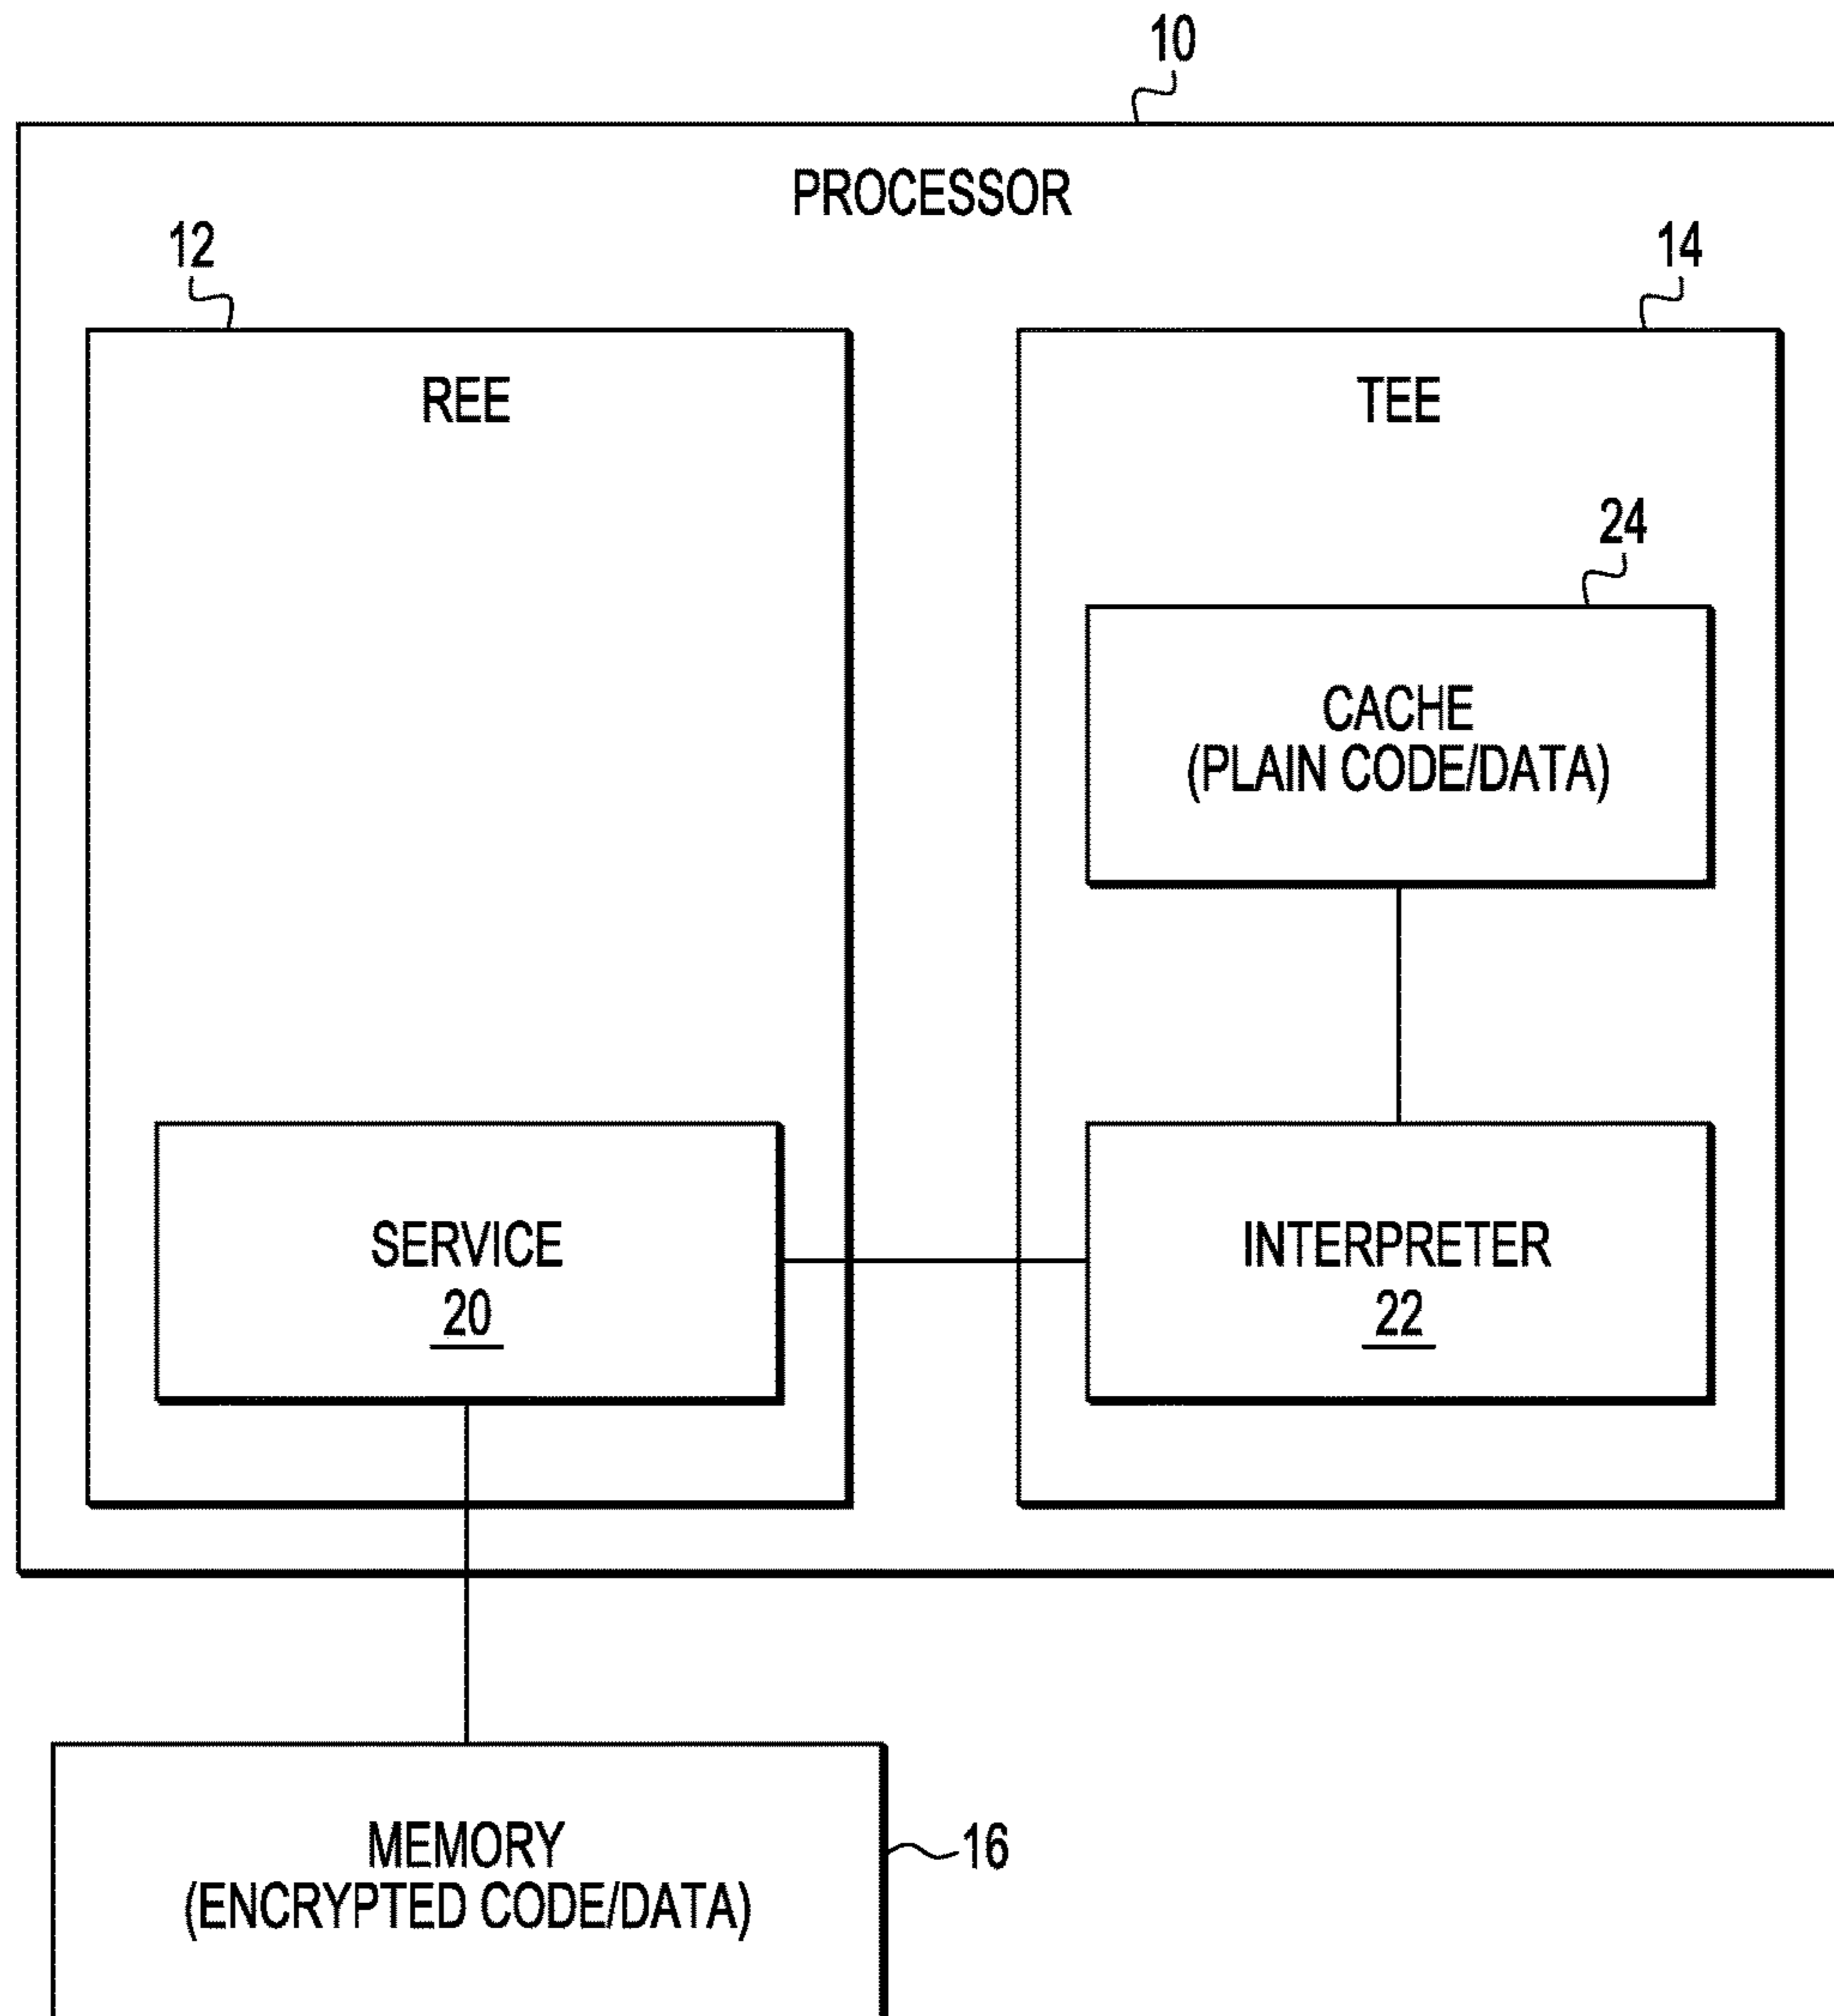 10
PROCESSOR
12
14
REE
TEE
24
CACHE
(PLAIN CODE/DATA)
SERVICE
20
INTERPRETER
22
MEMORY
(ENCRYPTED CODE/DATA)
16